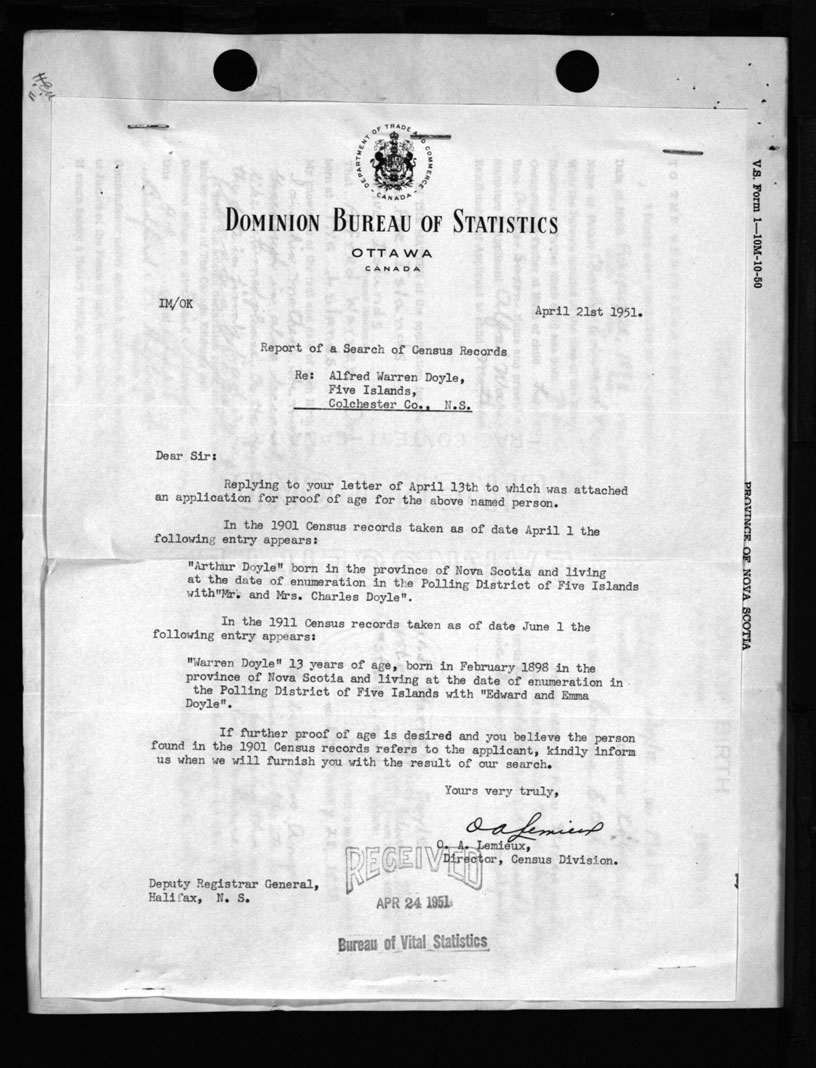 DEPARTMENT OF TRADE AND COMMERCE
CANADA
DOMINION BUREAU OF STATISTICS
OTTAWA
CANADA
IM/OK
April 21st 1951.
Report of a Search of Census Records
Re: Alfred Warren Doyle,
Five Islands,
Colchester Co., N.S.
Dear Sir:
Replying to your letter of April 13th to which was attached
an application for proof of age for the above named person.
In the 1901 Census records taken as of date April 1 the
following entry appears:
"Arthur Doyle" born in the province of Nova Scotia and living
at the date of enumeration in the Polling District of Five Islands
with"Mr. and Mrs. Charles Doyle".
In the 1911 Census records taken as of date June 1 the
following entry appears:
"Warren Doyle" 13 years of age, born in February 1898 in the
province of Nova Scotia and living at the date of enumeration in
the Polling District of Five Islands with "Edward and Emma
Doyle".
If further proof of age is desired and you believe the person
found in the 1901 Census records refers to the applicant, kindly inform
us when we will furnish you with the result of our search.
Yours very truly,
O A Lemieux
O. A. Lemieux,
Director, Census Division.
RECEIVED
APR 24 1951
Bureau of Vital Statistics
Deputy Registrar General,
Halifax, N. S.
V.S. Form 1—10M-10-50
PROVINCE OF NOVA SCOTIA